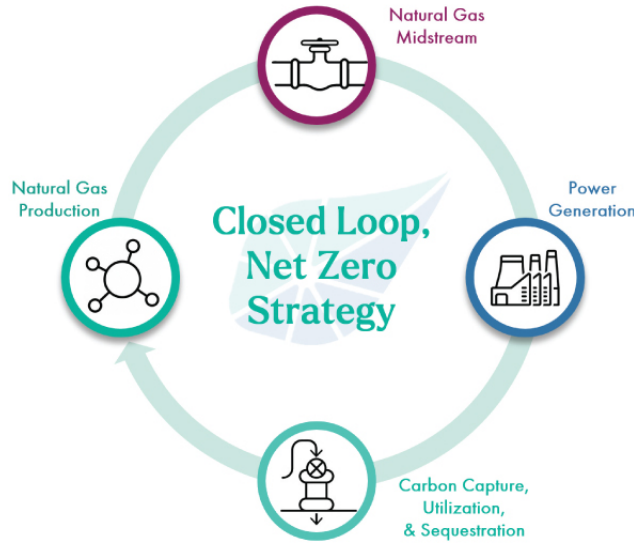 Natural Gas
Midstream
Natural Gas
Production
Power
Generation
Closed Loop,
Net Zero
Strategy
Carbon Capture,
Utilization,
& Sequestration